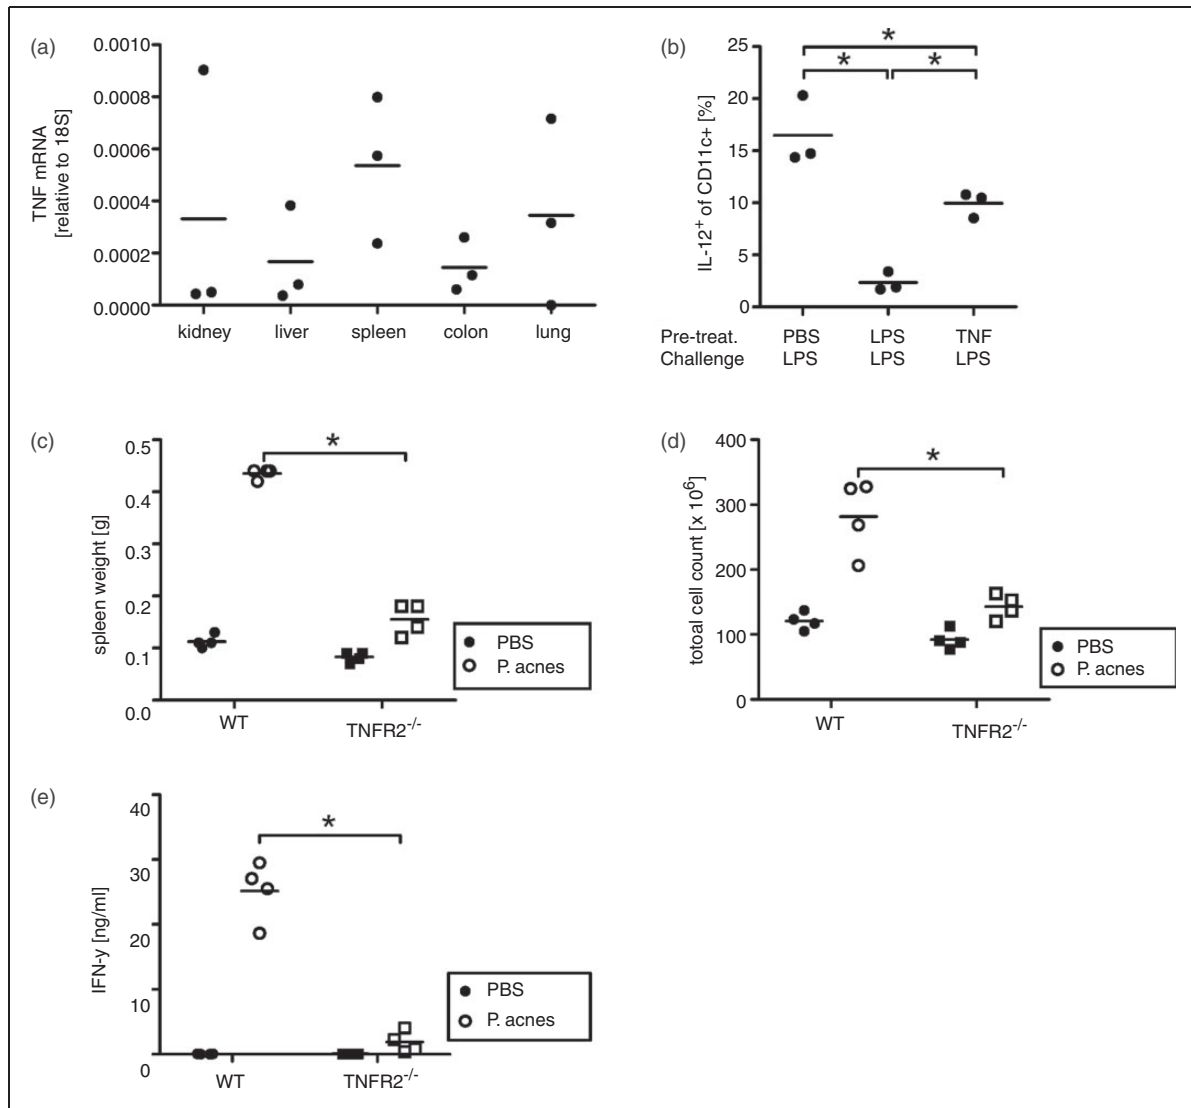 (a)
TNF mRNA
[relative to 18S]
0.0010
0.0008
0.0006
0.0004
0.0002
0.0000
kidney liver spleen colon lung
(b)
IL-12⁺ of CD11c+ [%]
25
20
15
10
5
0
* * *
Pre-treat. PBS LPS TNF
Challenge LPS LPS LPS
(c)
spleen weight [g]
0.5
0.4
0.3
0.2
0.1
0.0
*
WT TNFR2⁻/⁻
PBS
P. acnes
(d)
totoal cell count [x 10⁶]
400
300
200
100
0
*
WT TNFR2⁻/⁻
PBS
P. acnes
(e)
IFN-y [ng/ml]
40
30
20
10
0
*
WT TNFR2⁻/⁻
PBS
P. acnes